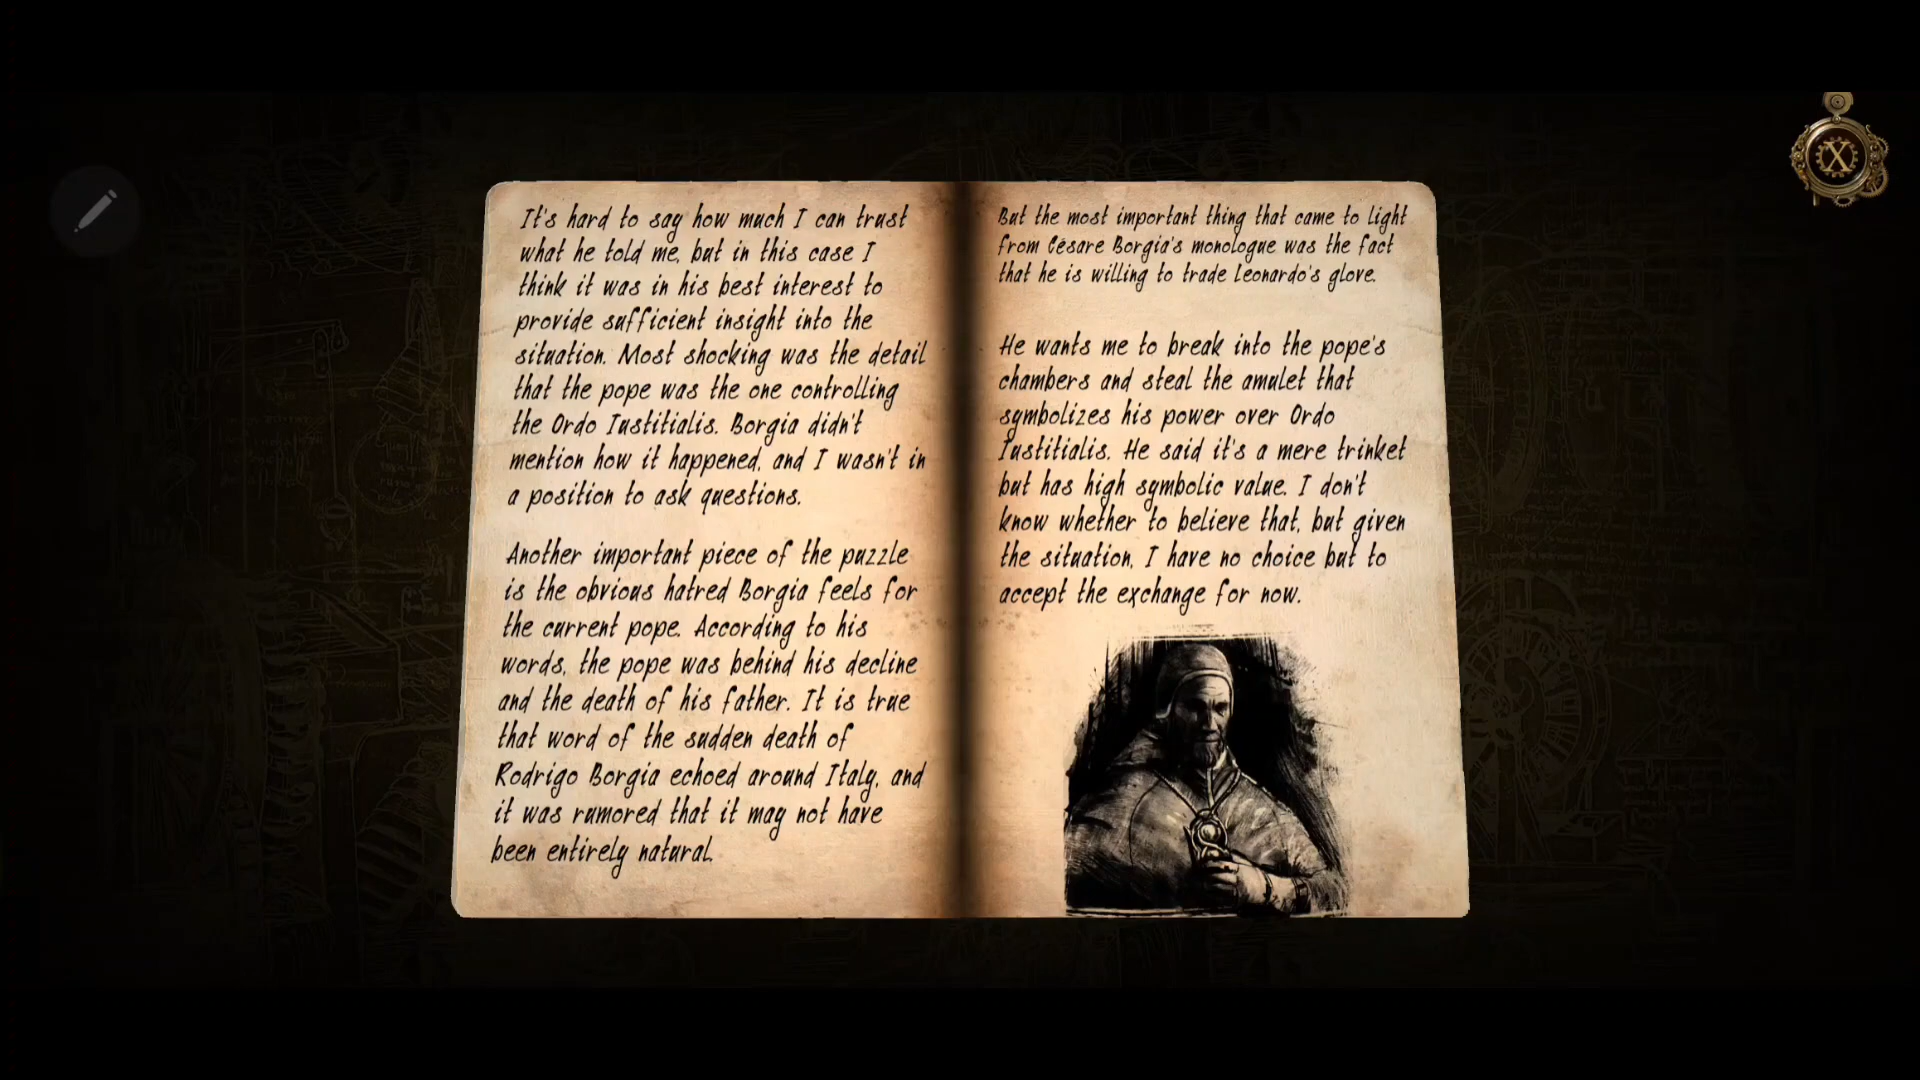 It's hard to say how much I can trust
what he told me, but in this case I
think it was in his best interest to
provide sufficient insight into the
situation. Most shocking was the detail
that the pope was the one controlling
the Ordo Iustitialis. Borgia didn't
mention how it happened, and I wasn't in
a position to ask questions.
Another important piece of the puzzle
is the obvious hatred Borgia feels for
the current pope. According to his
words, the pope was behind his decline
and the death of his father. It is true
that word of the sudden death of
Rodrigo Borgia echoed around Italy, and
it was rumored that it may not have
been entirely natural.
But the most important thing that came to light
from Cesare Borgia's monologue was the fact
that he is willing to trade Leonardo's glove.
He wants me to break into the pope's
chambers and steal the amulet that
symbolizes his power over Ordo
Iustitialis. He said it's a mere trinket
but has high symbolic value. I don't
know whether to believe that, but given
the situation, I have no choice but to
accept the exchange for now.
X